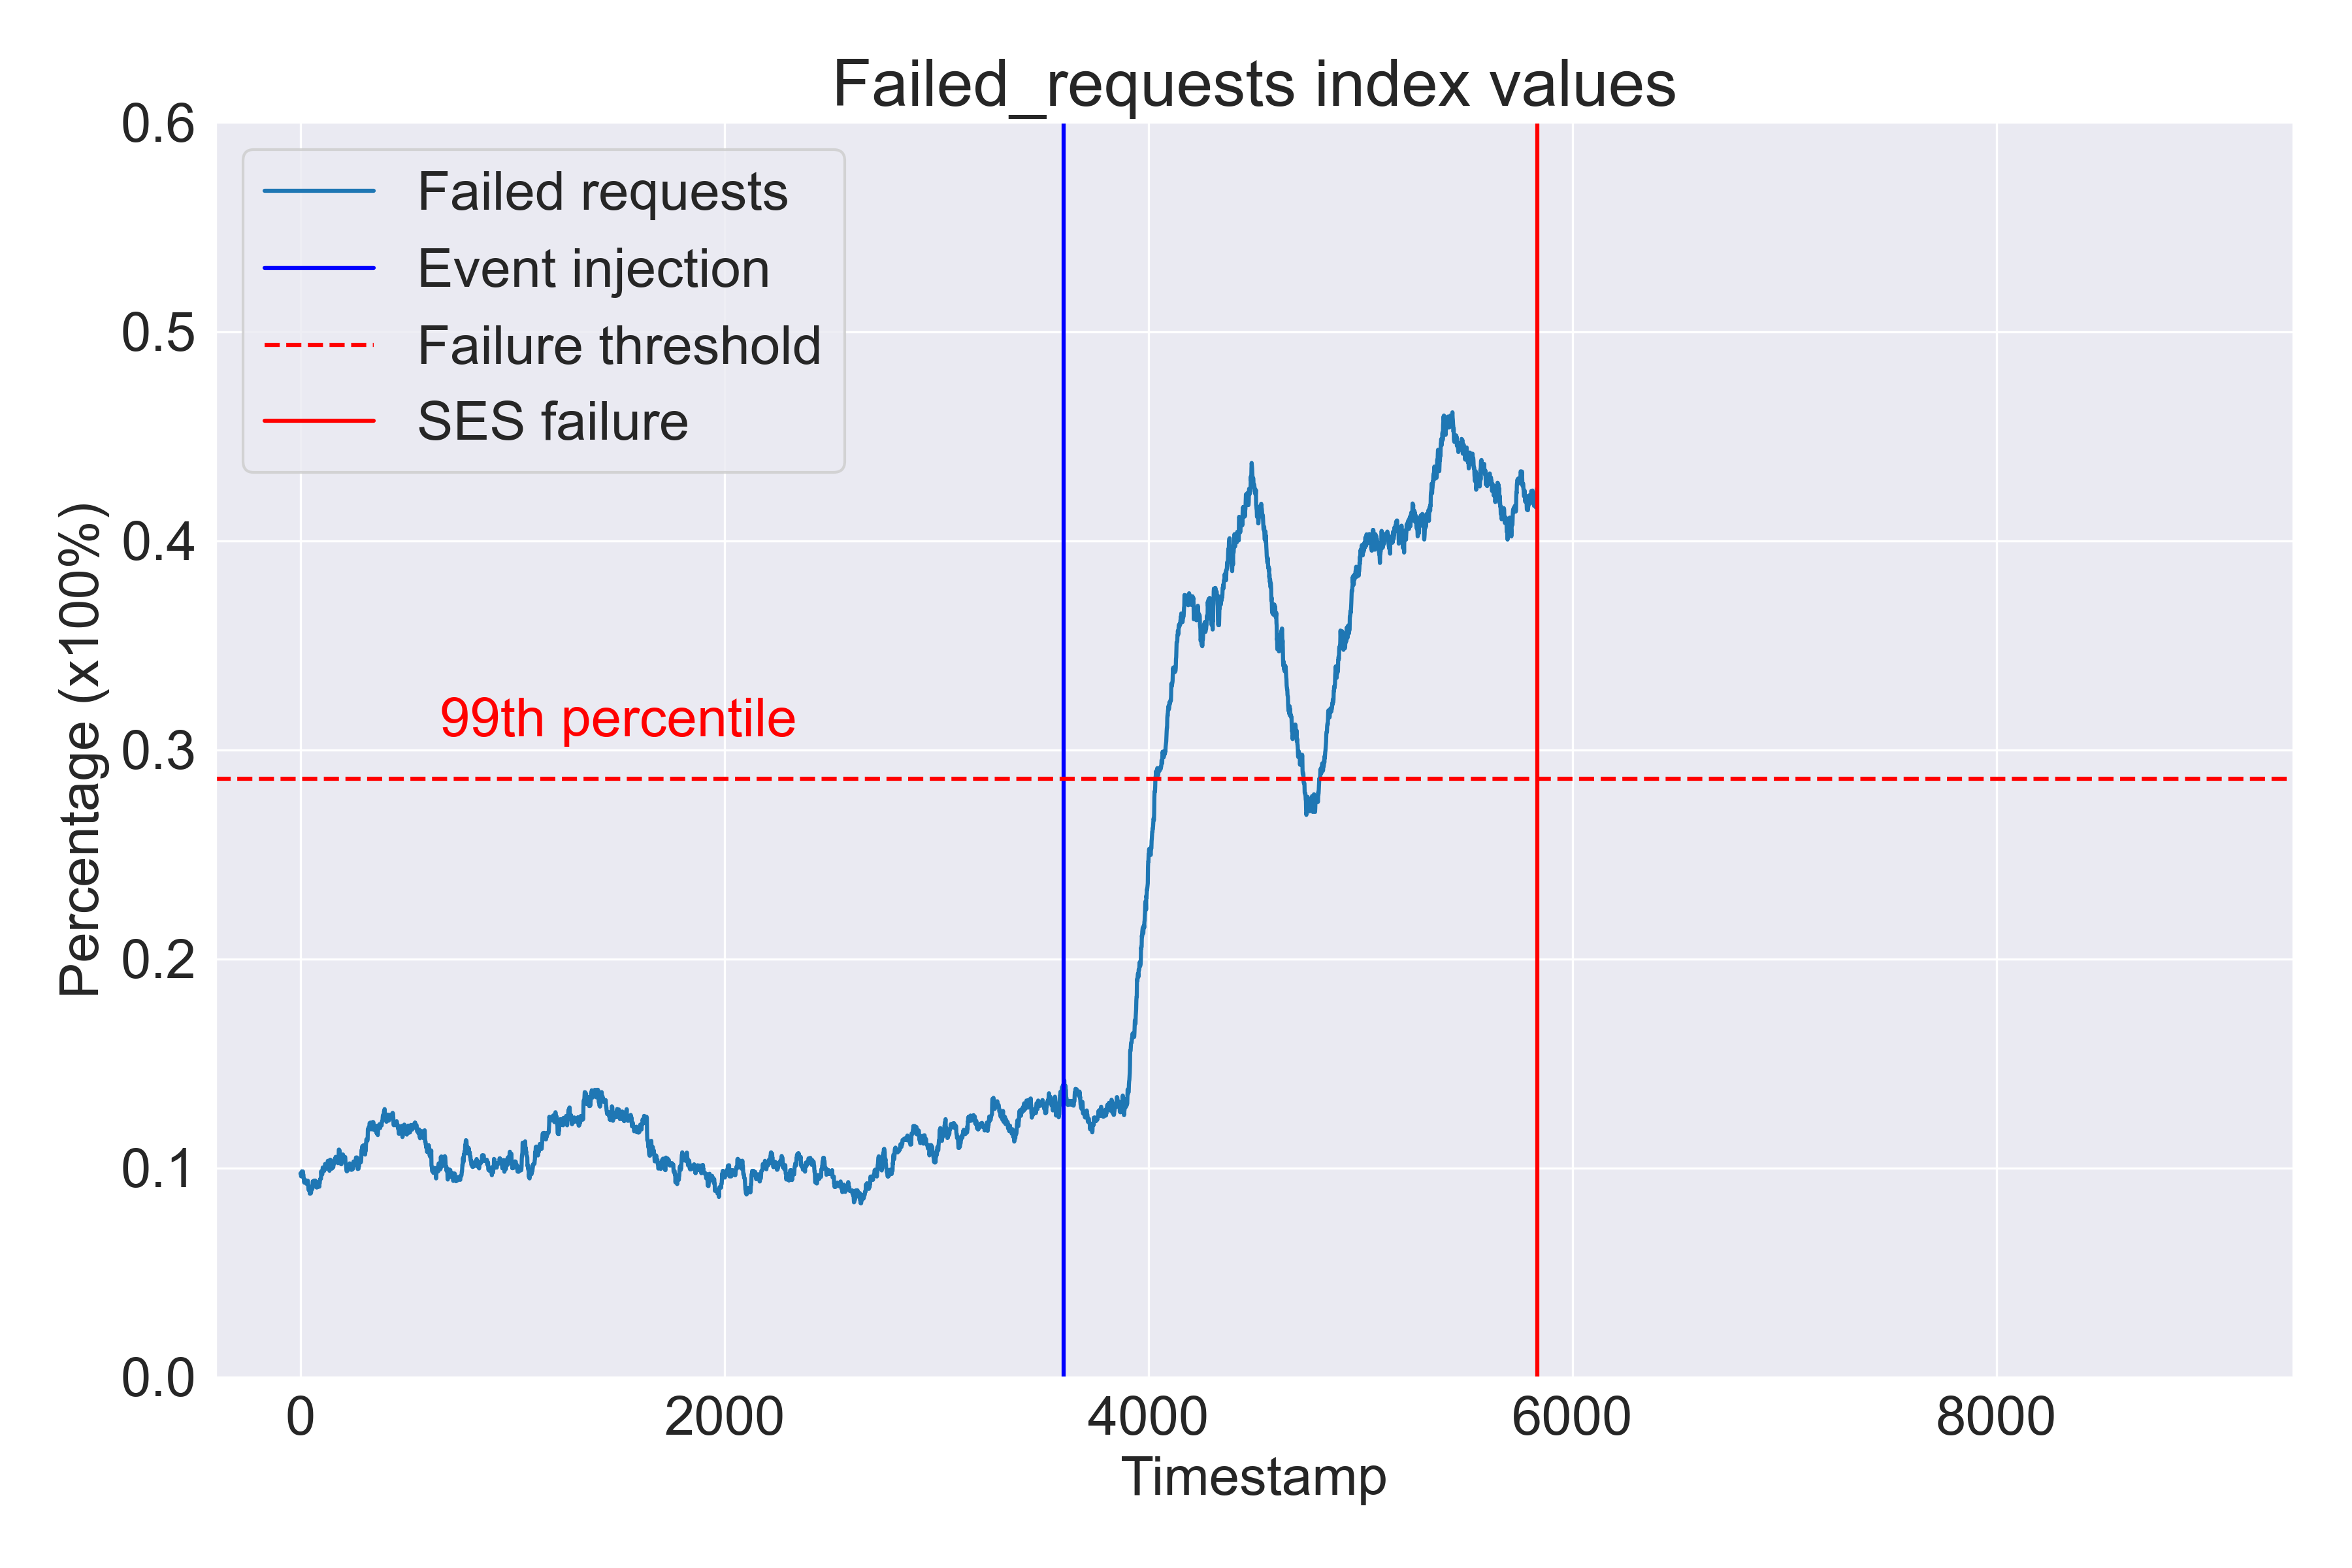 Failed_requests index values
0.6
0.5
0.4
0.3
0.2
0.1
0.0
Percentage (x100%)
Failed requests
Event injection
Failure threshold
SES failure
99th percentile
0 2000 4000 6000 8000
Timestamp